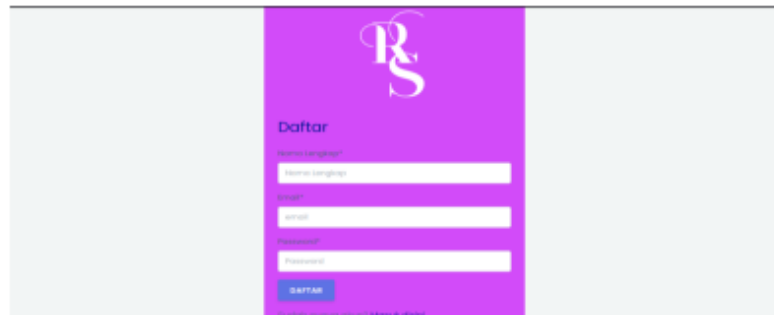 RS
Daftar
Nama Lengkap*
Nama Lengkap
Email*
email
Password*
Password
DAFTAR